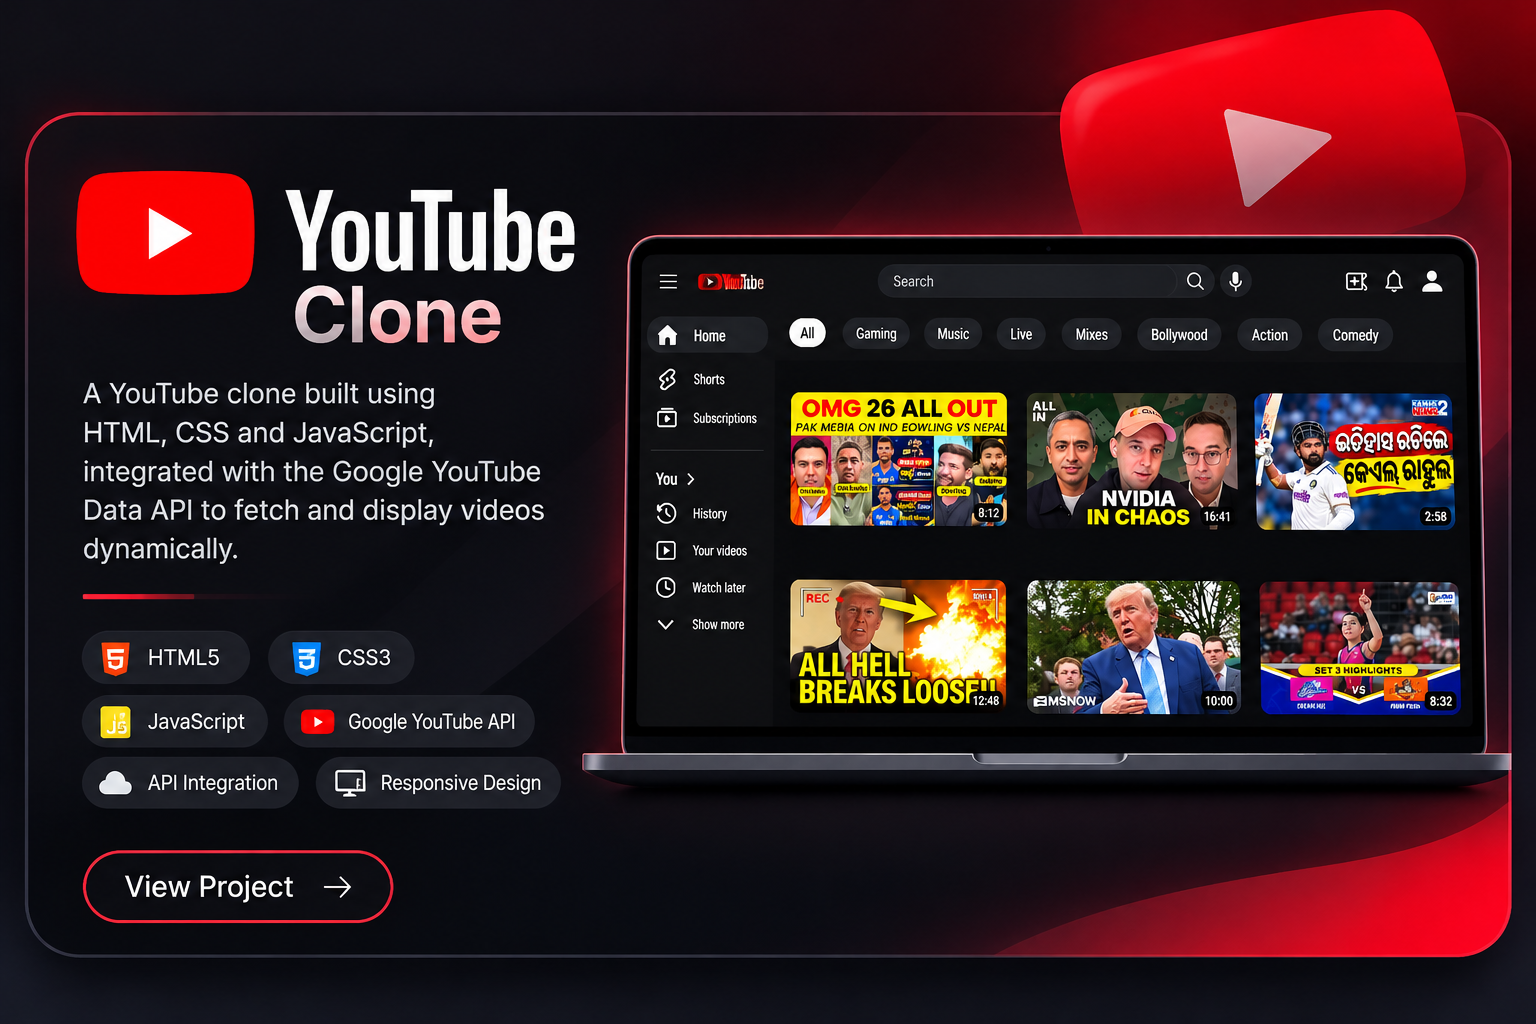 YouTube
Clone
A YouTube clone built using
HTML, CSS and JavaScript,
integrated with the Google YouTube
Data API to fetch and display videos
dynamically.
HTML5
CSS3
JavaScript
Google YouTube API
API Integration
Responsive Design
View Project
Search
Home
Shorts
Subscriptions
You
History
Your videos
Watch later
Show more
All
Gaming
Music
Live
Mixes
Bollywood
Action
Comedy
OMG 26 ALL OUT
PAK MEBIA ON IND EOWLING VS NEPAL
8:12
ALL
IN
NVIDIA
IN CHAOS
16:41
ଇତିହାସ ରଚିଲେ
କେଏଲ୍ ରାହୁଲ
2:58
REC
ALL HELL
BREAKS LOOSE!!
12:48
MSNOW
10:00
SET 3 HIGHLIGHTS
VS
8:32